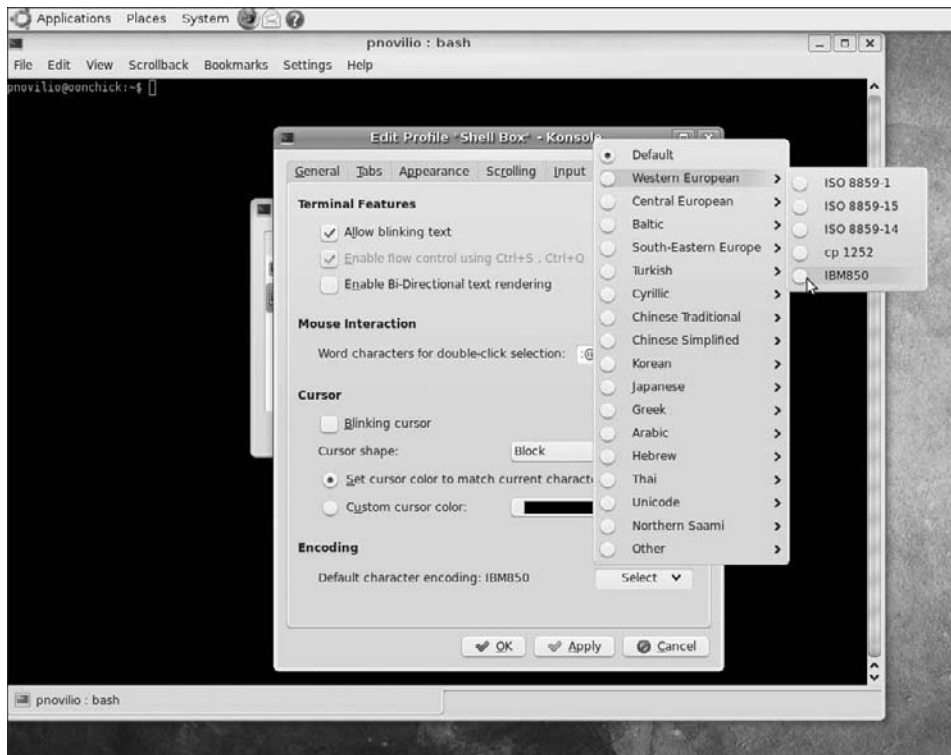 Applications Places System
pnovilio : bash
File Edit View Scrollback Bookmarks Settings Help
pnovilio@oonchick:~$
Edit Profile "Shell Box" - Konsole
General Tabs Appearance Scrolling Input
Terminal Features
Allow blinking text
Enable flow control using Ctrl+S , Ctrl+Q
Enable Bi-Directional text rendering
Mouse Interaction
Word characters for double-click selection: :@
Cursor
Blinking cursor
Cursor shape: Block
Set cursor color to match current
Custom cursor color:
Encoding
Default character encoding: IBM850 Select
OK Apply Cancel
Default
Western European
Central European
Baltic
South-Eastern Europe
Turkish
Cyrillic
Chinese Traditional
Chinese Simplified
Korean
Japanese
Greek
Arabic
Hebrew
Thai
Unicode
Northern Saami
Other
ISO 8859-1
ISO 8859-15
ISO 8859-14
cp 1252
IBM850
pnovilio : bash